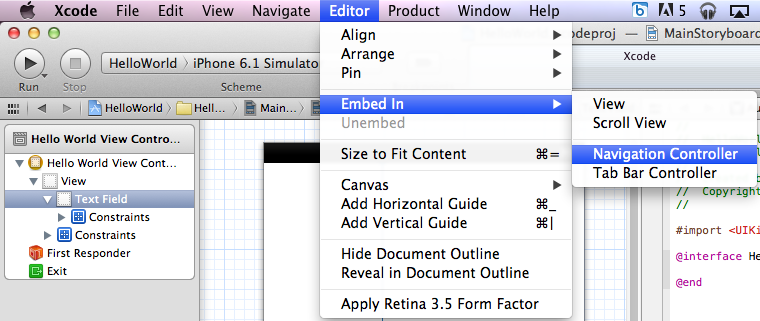 Xcode File Edit View Navigate Editor Product Window Help 5
odeproj MainStoryboard
Xcode
HelloWorld iPhone 6.1 Simulato
Run Stop Scheme
HelloWorld Hell... Main...
Hello World View Contro...
Hello World View Cont...
View
Text Field
Constraints
Constraints
First Responder
Exit
Align
Arrange
Pin
Embed In
Unembed
Size to Fit Content ⌘=
Canvas
Add Horizontal Guide ⌘_
Add Vertical Guide ⌘|
Hide Document Outline
Reveal in Document Outline
Apply Retina 3.5 Form Factor
View
Scroll View
Navigation Controller
Tab Bar Controller
// Copyright
//
#import <UIKi
@interface He
@end